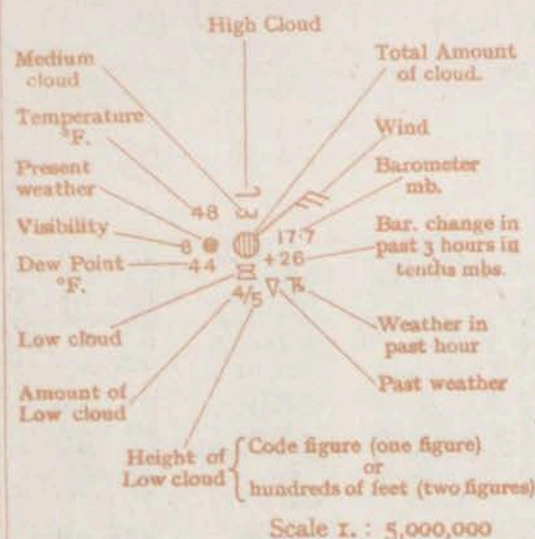 High Cloud
Medium
cloud
Total Amount
of cloud.
Temperature
°F.
Wind
Present
weather
Barometer
mb.
48
Visibility
6
17.7
Bar. change in
past 3 hours in
tenths mbs.
Dew Point
°F.
44
+26
4/5
Low cloud
Weather in
past hour
Amount of
Low cloud
Past weather
Height of
Low cloud
Code figure (one figure)
or
hundreds of feet (two figures)
Scale 1. : 5,000,000